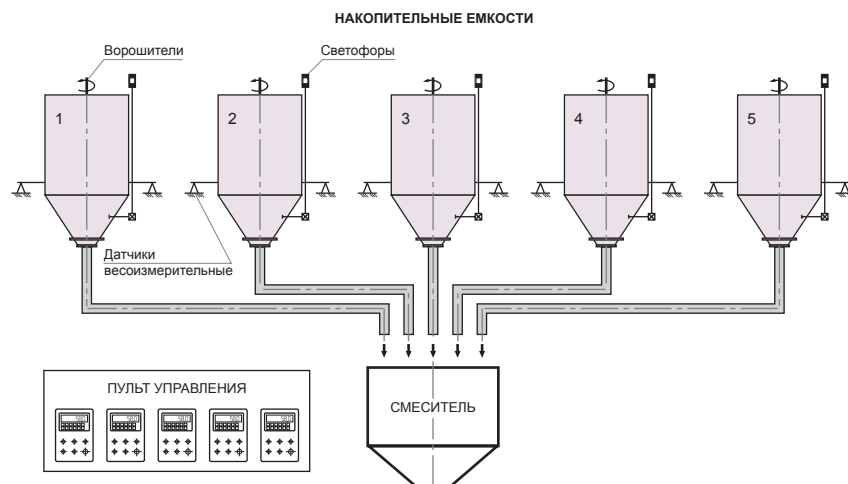 НАКОПИТЕЛЬНЫЕ ЕМКОСТИ
Ворошители
Светофоры
1
2
3
4
5
Датчики
весоизмерительные
ПУЛЬТ УПРАВЛЕНИЯ
СМЕСИТЕЛЬ